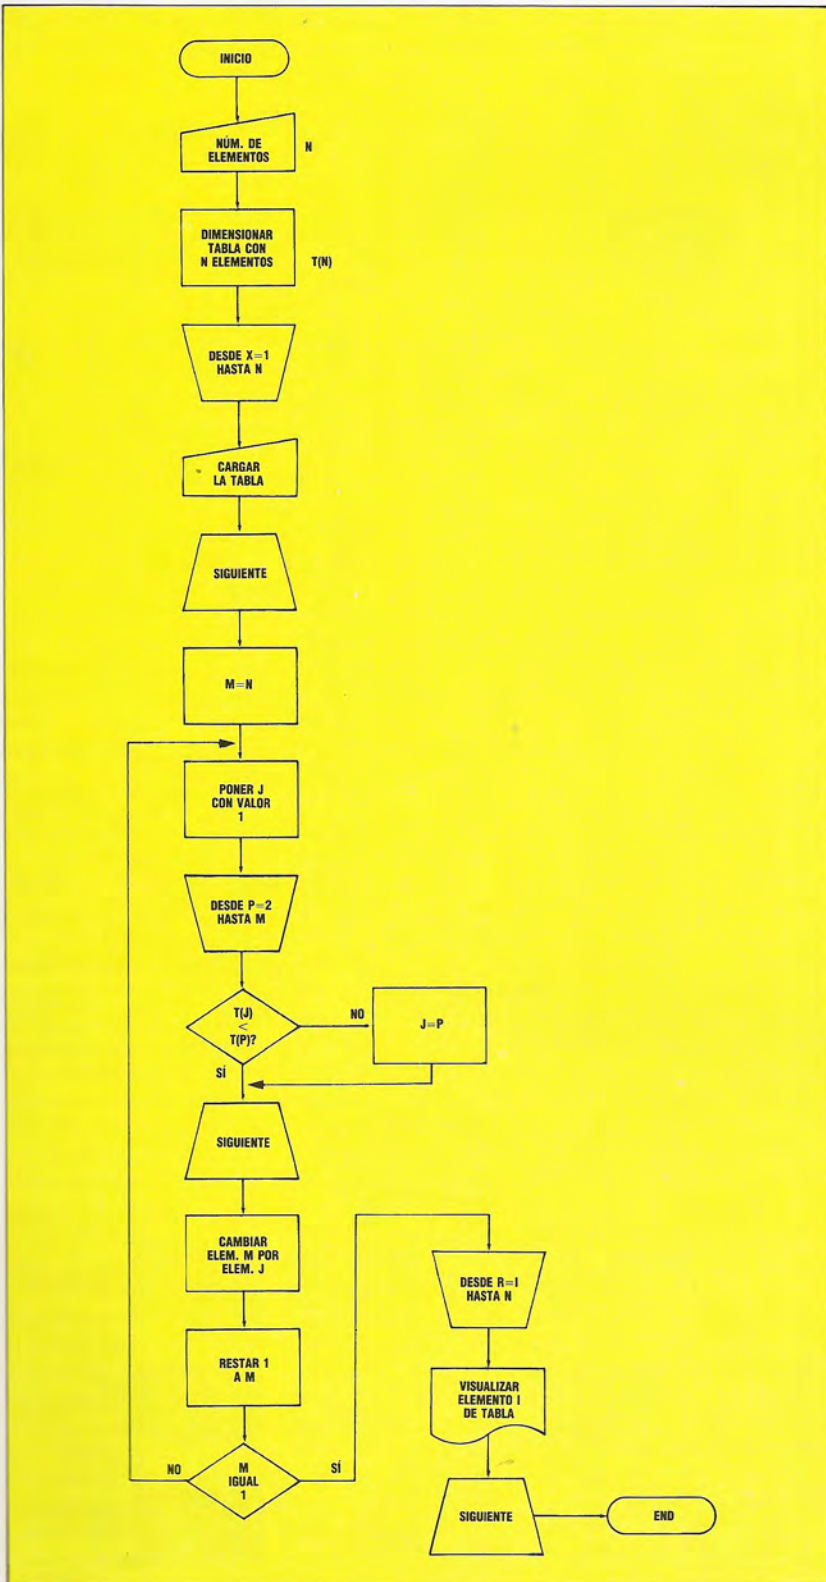 INICIO
NÚM. DE
ELEMENTOS
N
DIMENSIONAR
TABLA CON
N ELEMENTOS
T(N)
DESDE X=1
HASTA N
CARGAR
LA TABLA
SIGUIENTE
M=N
PONER J
CON VALOR
1
DESDE P=2
HASTA M
T(J)
<
T(P)?
NO
J=P
SÍ
SIGUIENTE
CAMBIAR
ELEM. M POR
ELEM. J
RESTAR 1
A M
M
IGUAL
1
NO
SÍ
DESDE R=I
HASTA N
VISUALIZAR
ELEMENTO I
DE TABLA
SIGUIENTE
END